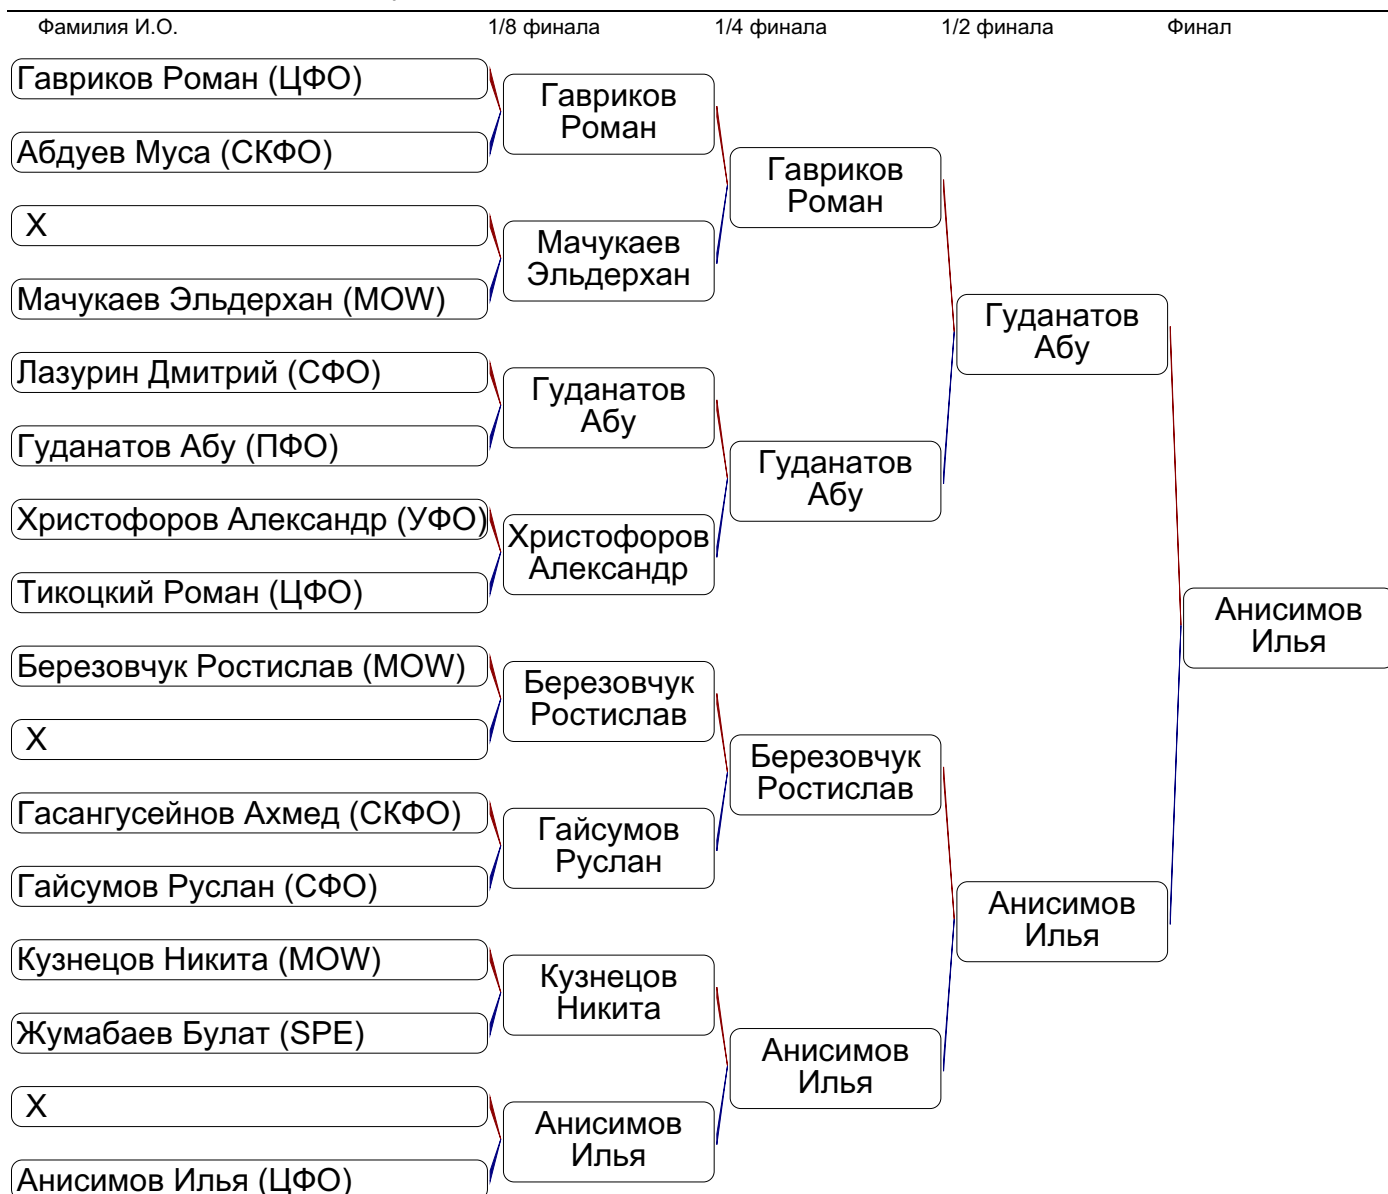 Фамилия И.О.
1/8 финала
1/4 финала
1/2 финала
Финал
Гавриков Роман (ЦФО)
Абдуев Муса (СКФО)
X
Мачукаев Эльдерхан (MOW)
Лазурин Дмитрий (СФО)
Гуданатов Абу (ПФО)
Христофоров Александр (УФО)
Тикоцкий Роман (ЦФО)
Березовчук Ростислав (MOW)
X
Гасангусейнов Ахмед (СКФО)
Гайсумов Руслан (СФО)
Кузнецов Никита (MOW)
Жумабаев Булат (SPE)
X
Анисимов Илья (ЦФО)
Гавриков
Роман
Мачукаев
Эльдерхан
Гуданатов
Абу
Христофоров
Александр
Березовчук
Ростислав
Гайсумов
Руслан
Кузнецов
Никита
Анисимов
Илья
Гавриков
Роман
Гуданатов
Абу
Березовчук
Ростислав
Анисимов
Илья
Гуданатов
Абу
Анисимов
Илья
Анисимов
Илья